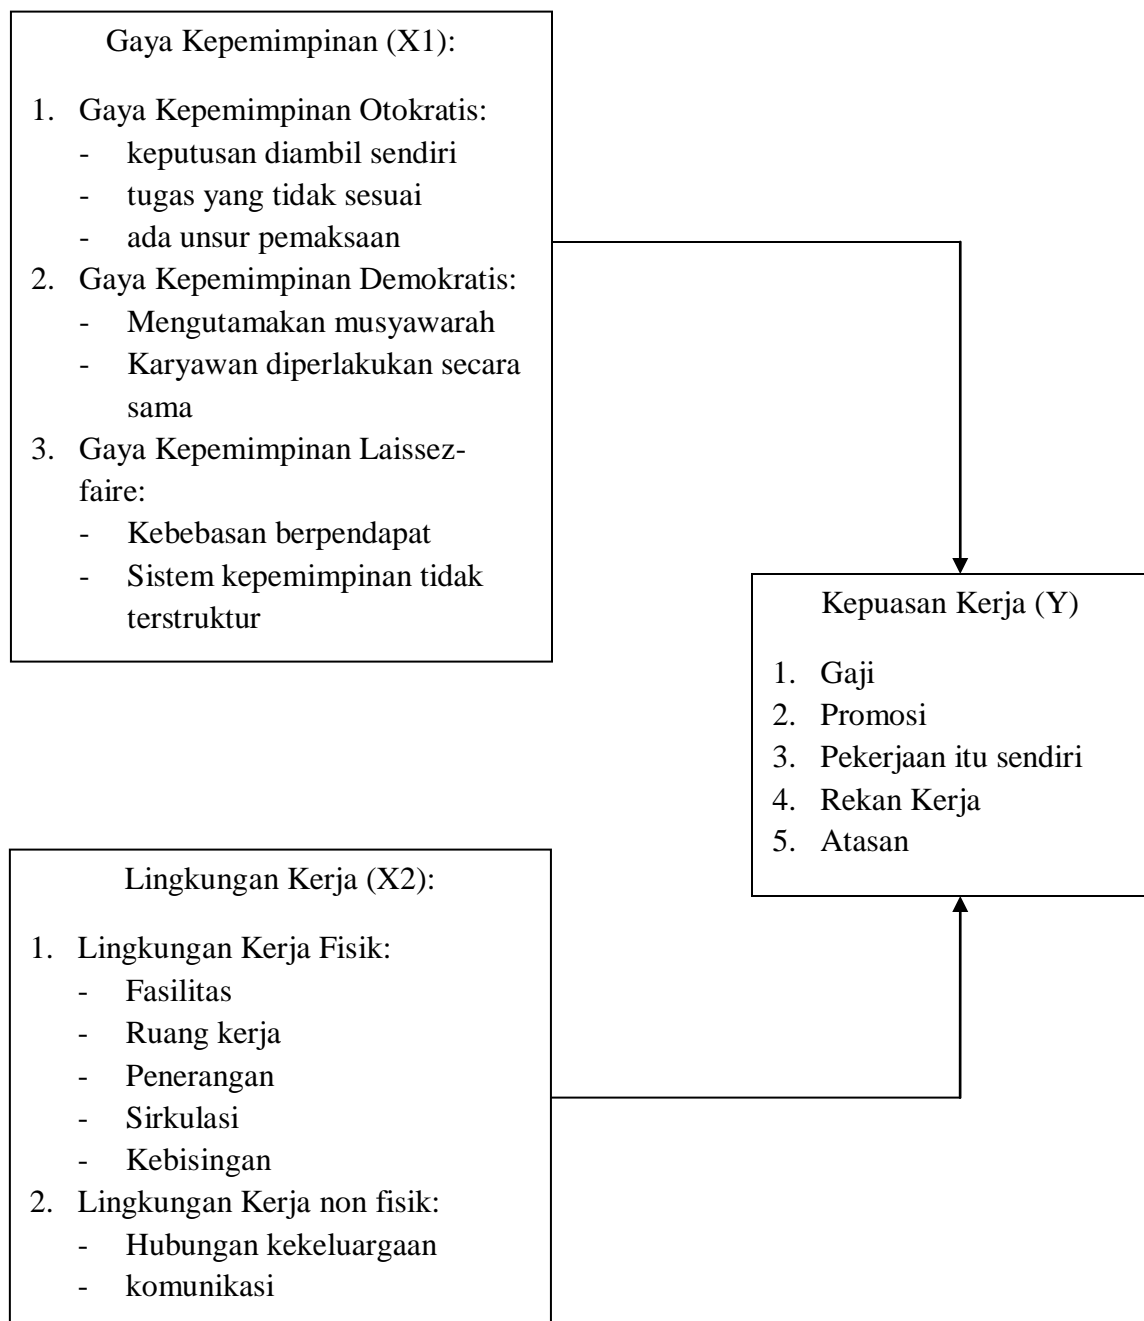 Gaya Kepemimpinan (X1):
1. Gaya Kepemimpinan Otokratis:
- keputusan diambil sendiri
- tugas yang tidak sesuai
- ada unsur pemaksaan
2. Gaya Kepemimpinan Demokratis:
- Mengutamakan musyawarah
- Karyawan diperlakukan secara
sama
3. Gaya Kepemimpinan Laissez-
faire:
- Kebebasan berpendapat
- Sistem kepemimpinan tidak
terstruktur
Kepuasan Kerja (Y)
1. Gaji
2. Promosi
3. Pekerjaan itu sendiri
4. Rekan Kerja
5. Atasan
Lingkungan Kerja (X2):
1. Lingkungan Kerja Fisik:
- Fasilitas
- Ruang kerja
- Penerangan
- Sirkulasi
- Kebisingan
2. Lingkungan Kerja non fisik:
- Hubungan kekeluargaan
- komunikasi